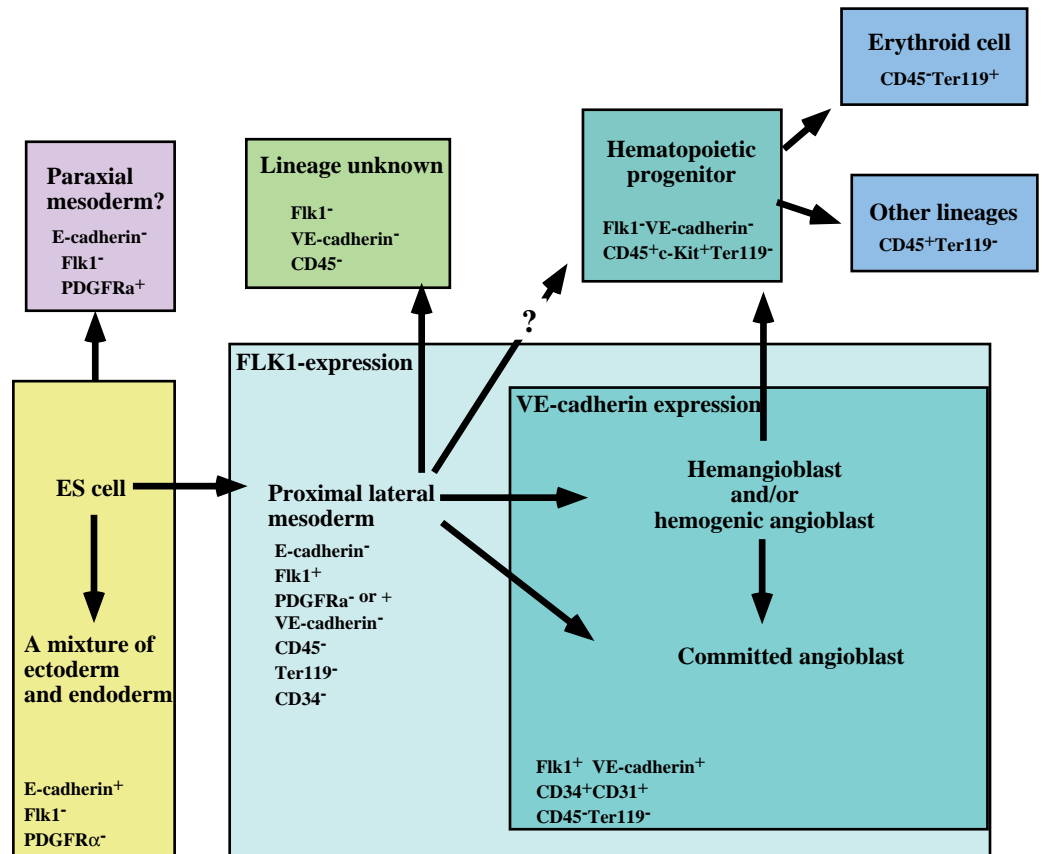 Erythroid cell
CD45⁻Ter119⁺
Paraxial
mesoderm?
E-cadherin⁻
Flk1⁻
PDGFRa⁺
Lineage unknown
Flk1⁻
VE-cadherin⁻
CD45⁻
Hematopoietic
progenitor
Flk1⁻VE-cadherin⁻
CD45⁺c-Kit⁺Ter119⁻
Other lineages
CD45⁺Ter119⁻
?
FLK1-expression
VE-cadherin expression
ES cell
A mixture of
ectoderm
and endoderm
E-cadherin⁺
Flk1⁻
PDGFRα⁻
Proximal lateral
mesoderm
E-cadherin⁻
Flk1⁺
PDGFRa⁻ or +
VE-cadherin⁻
CD45⁻
Ter119⁻
CD34⁻
Hemangioblast
and/or
hemogenic angioblast
Committed angioblast
Flk1⁺ VE-cadherin⁺
CD34⁺CD31⁺
CD45⁻Ter119⁻